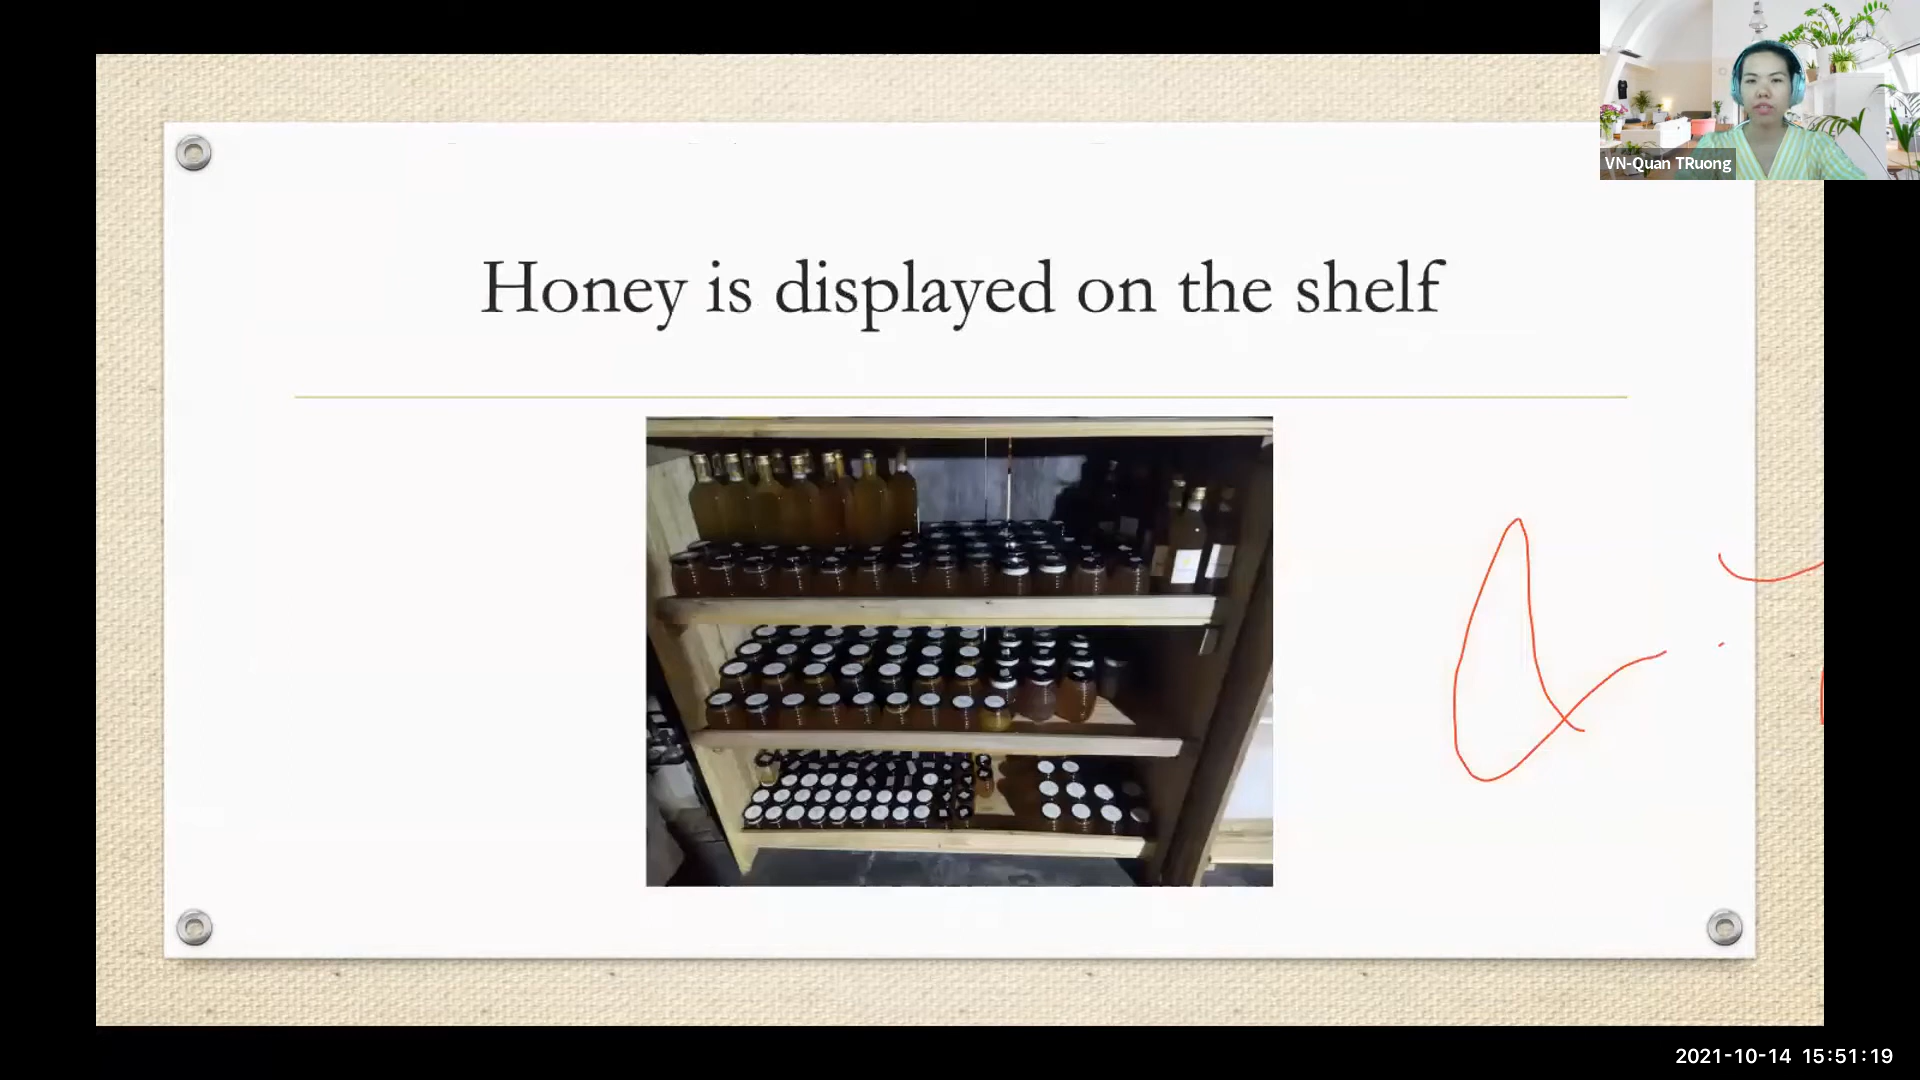 VN-Quan TRuong
Honey is displayed on the shelf
2021-10-14 15:51:19